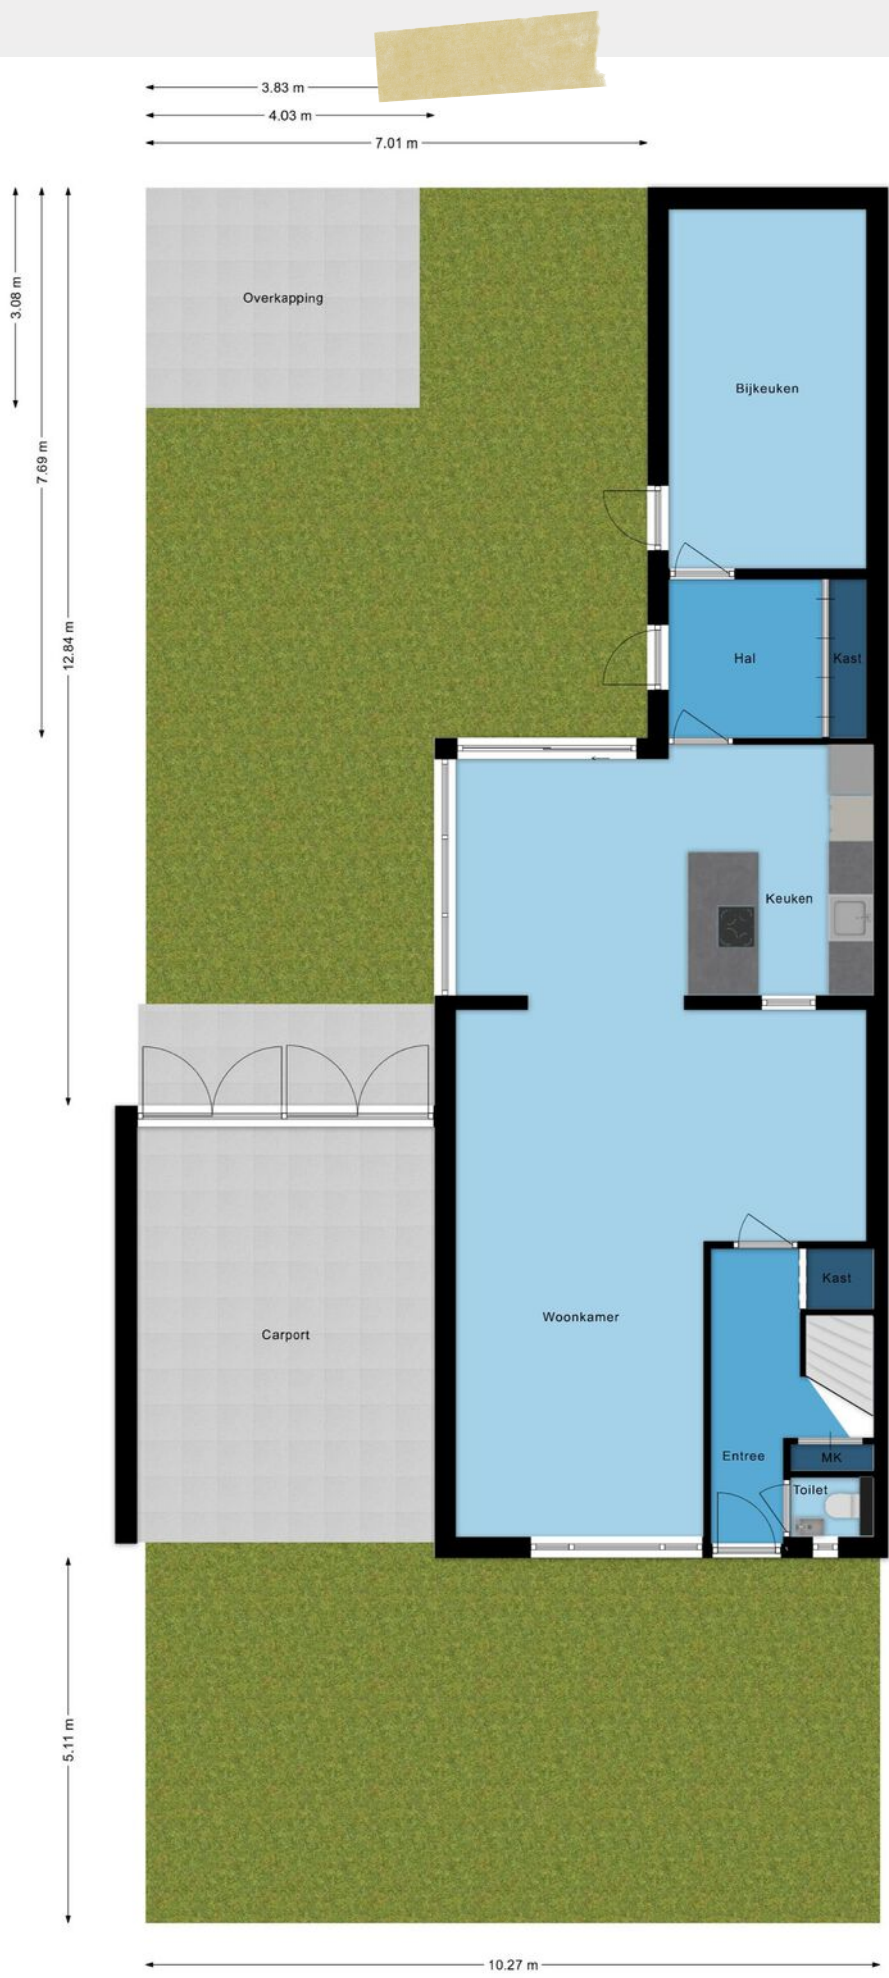 3.83 m
4.03 m
7.01 m
3.08 m
7.69 m
12.84 m
Overkapping
Bijkeuken
Hal
Kast
Keuken
Kast
Woonkamer
Carport
Entree
MK
Toilet
5.11 m
10.27 m